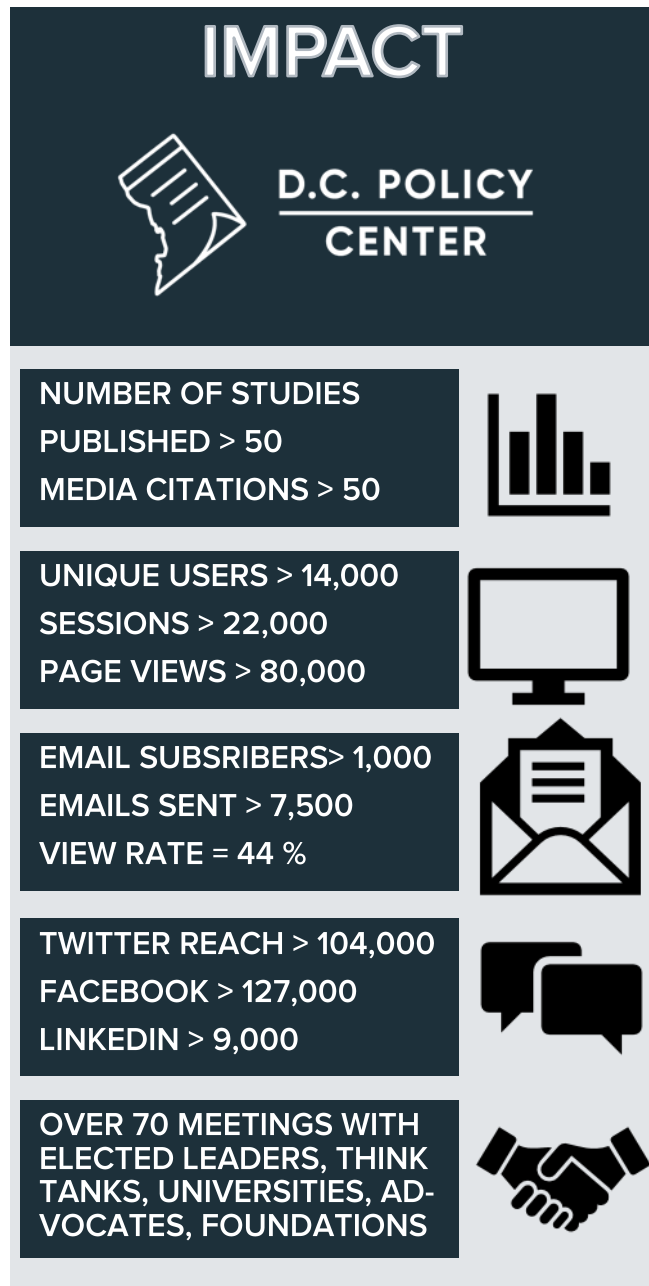 IMPACT
D.C. POLICY
CENTER
NUMBER OF STUDIES
PUBLISHED > 50
MEDIA CITATIONS > 50
UNIQUE USERS > 14,000
SESSIONS > 22,000
PAGE VIEWS > 80,000
EMAIL SUBSRIBERS> 1,000
EMAILS SENT > 7,500
VIEW RATE = 44 %
TWITTER REACH > 104,000
FACEBOOK > 127,000
LINKEDIN > 9,000
OVER 70 MEETINGS WITH
ELECTED LEADERS, THINK
TANKS, UNIVERSITIES, AD-
VOCATES, FOUNDATIONS